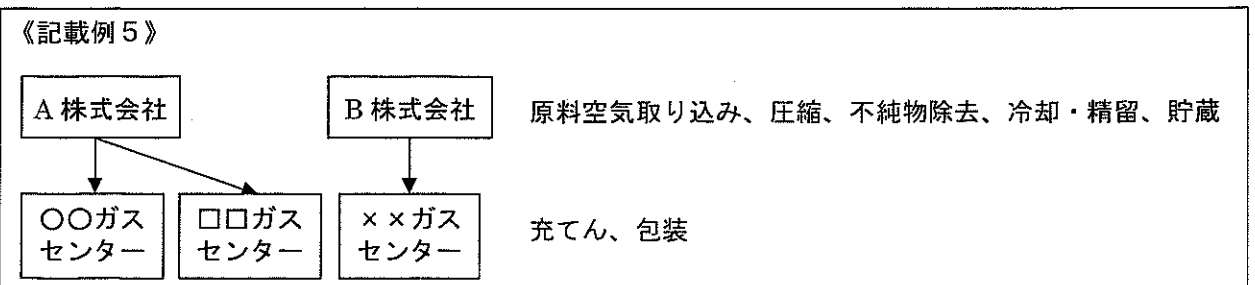 《記載例5》
A株式会社
B株式会社
原料空気取り込み、圧縮、不純物除去、冷却・精留、貯蔵
〇〇ガス
センター
□□ガス
センター
××ガス
センター
充てん、包装